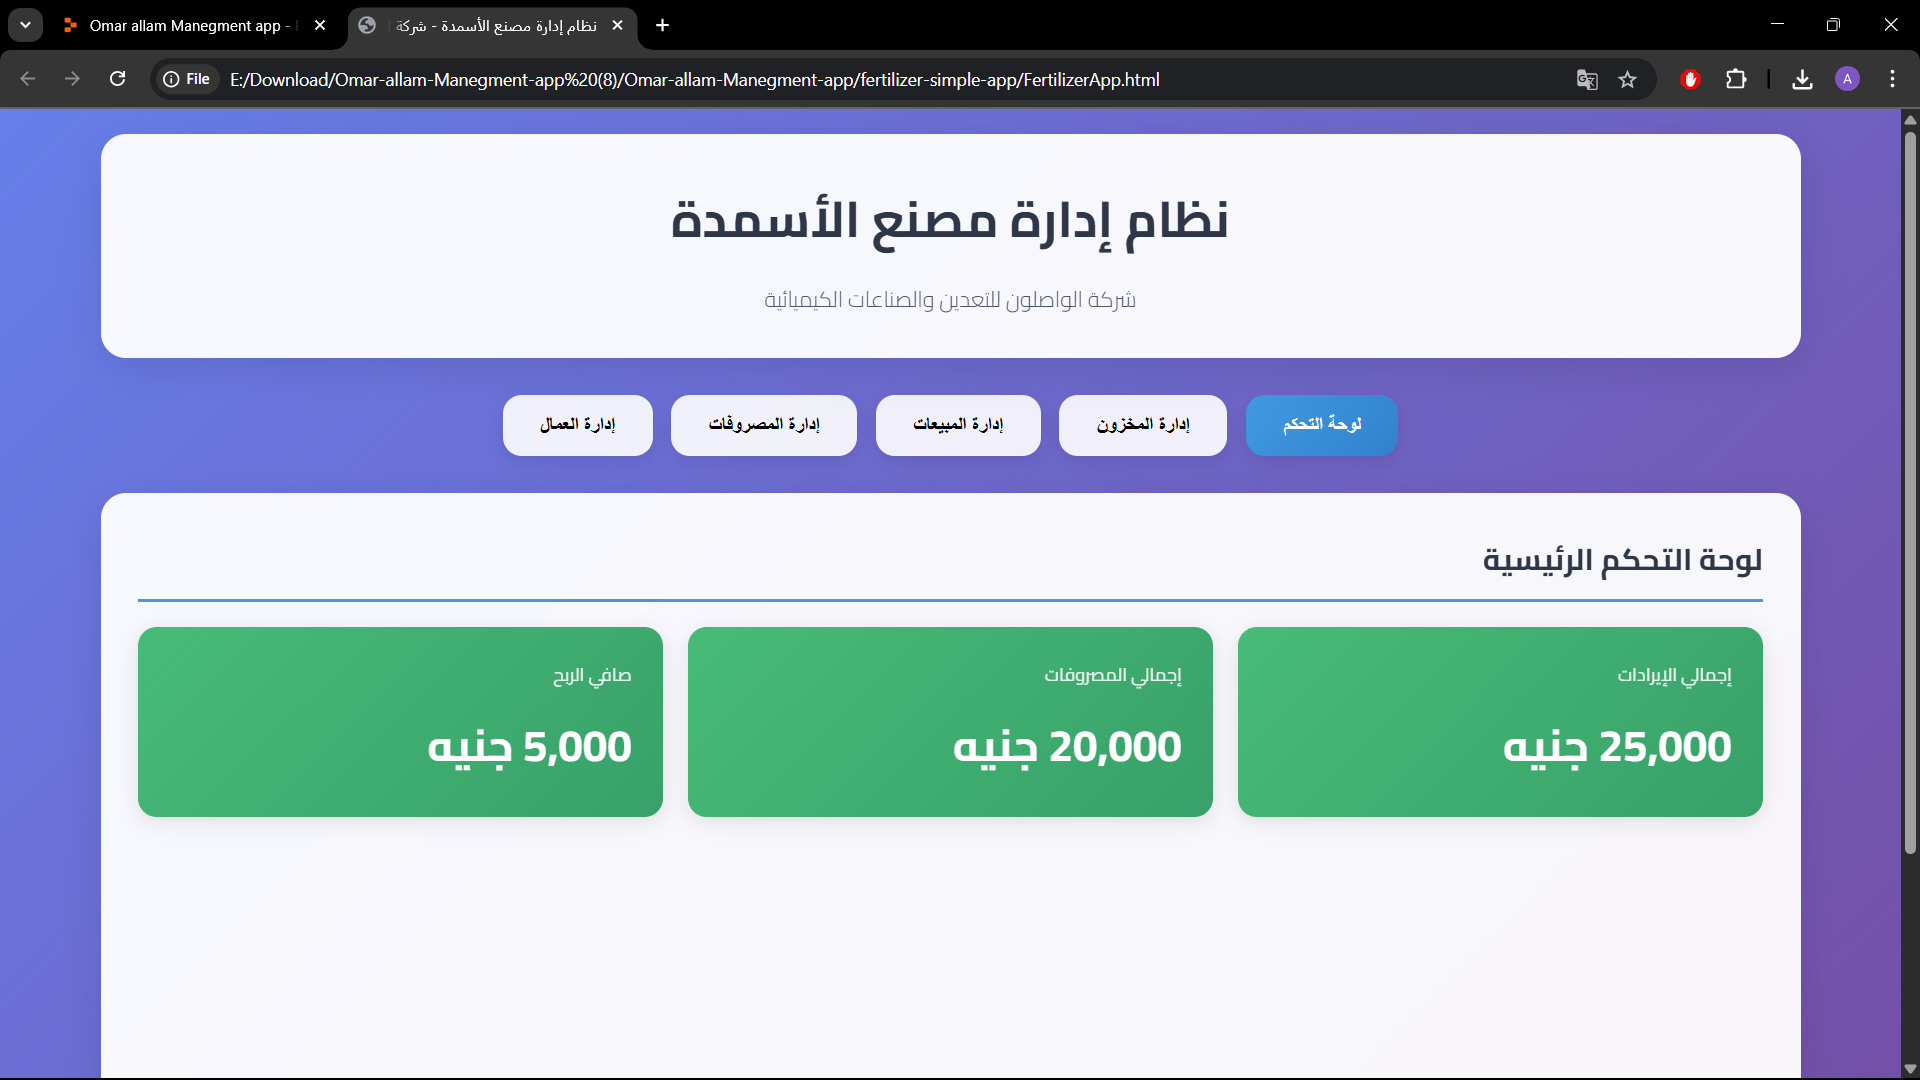 Omar allam Manegment app -
نظام إدارة مصنع الأسمدة - شركة
File
E:/Download/Omar-allam-Manegment-app%20(8)/Omar-allam-Manegment-app/fertilizer-simple-app/FertilizerApp.html
A
نظام إدارة مصنع الأسمدة
شركة الواصلون للتعدين والصناعات الكيميائية
لوحة التحكم
إدارة المخزون
إدارة المبيعات
إدارة المصروفات
إدارة العمال
لوحة التحكم الرئيسية
إجمالي الإيرادات
25,000 جنيه
إجمالي المصروفات
20,000 جنيه
صافي الربح
5,000 جنيه